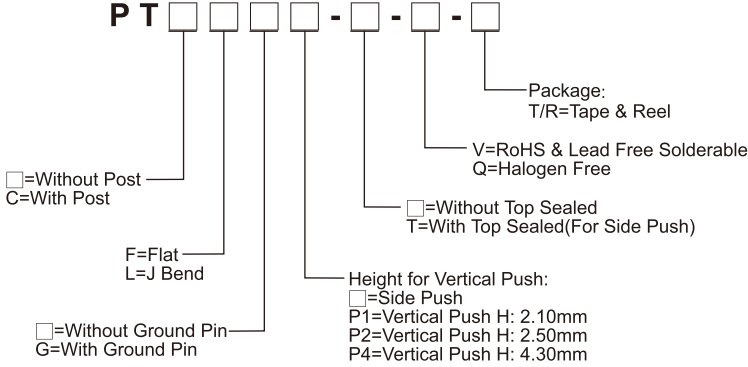 PT□□□□-□-□-□
Package:
T/R=Tape & Reel
V=RoHS & Lead Free Solderable
Q=Halogen Free
□=Without Post
C=With Post
□=Without Top Sealed
T=With Top Sealed(For Side Push)
F=Flat
L=J Bend
Height for Vertical Push:
□=Side Push
P1=Vertical Push H: 2.10mm
P2=Vertical Push H: 2.50mm
P4=Vertical Push H: 4.30mm
□=Without Ground Pin
G=With Ground Pin